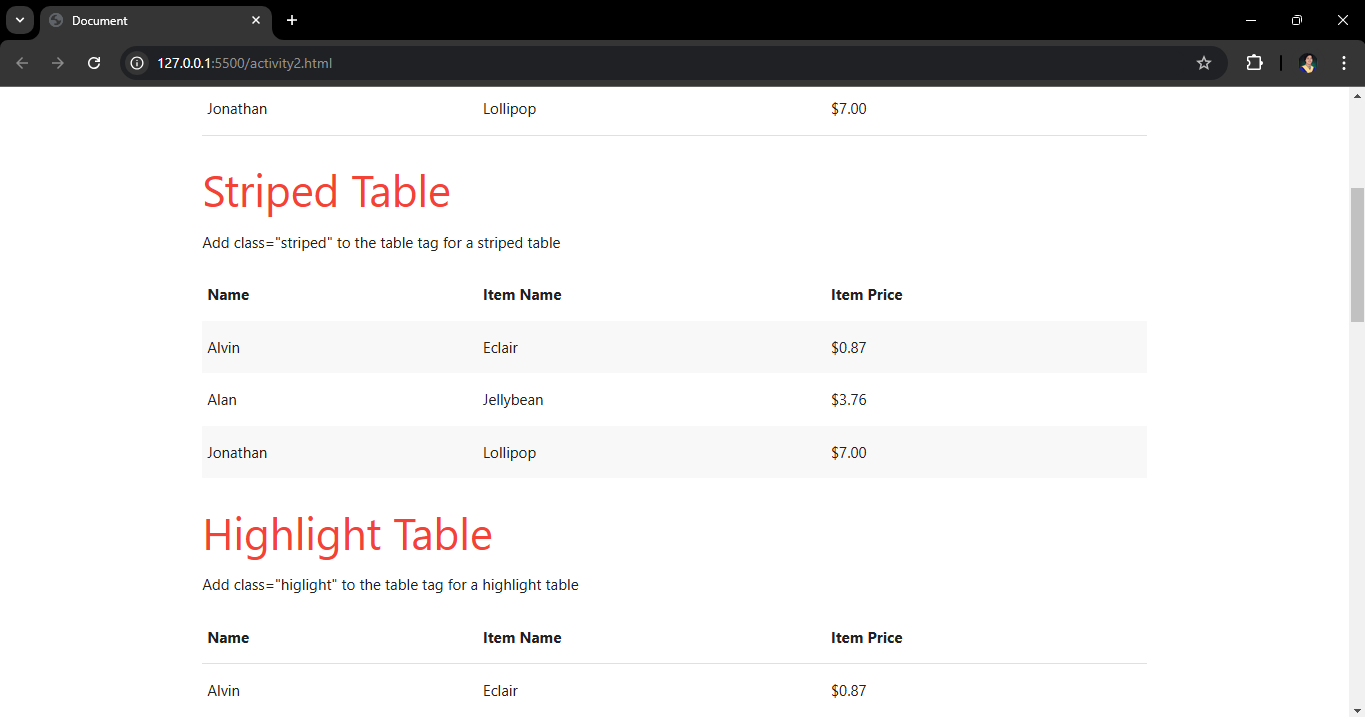 Document
127.0.0.1:5500/activity2.html
Jonathan Lollipop $7.00
Striped Table
Add class="striped" to the table tag for a striped table
Name Item Name Item Price
Alvin Eclair $0.87
Alan Jellybean $3.76
Jonathan Lollipop $7.00
Highlight Table
Add class="higlight" to the table tag for a highlight table
Name Item Name Item Price
Alvin Eclair $0.87